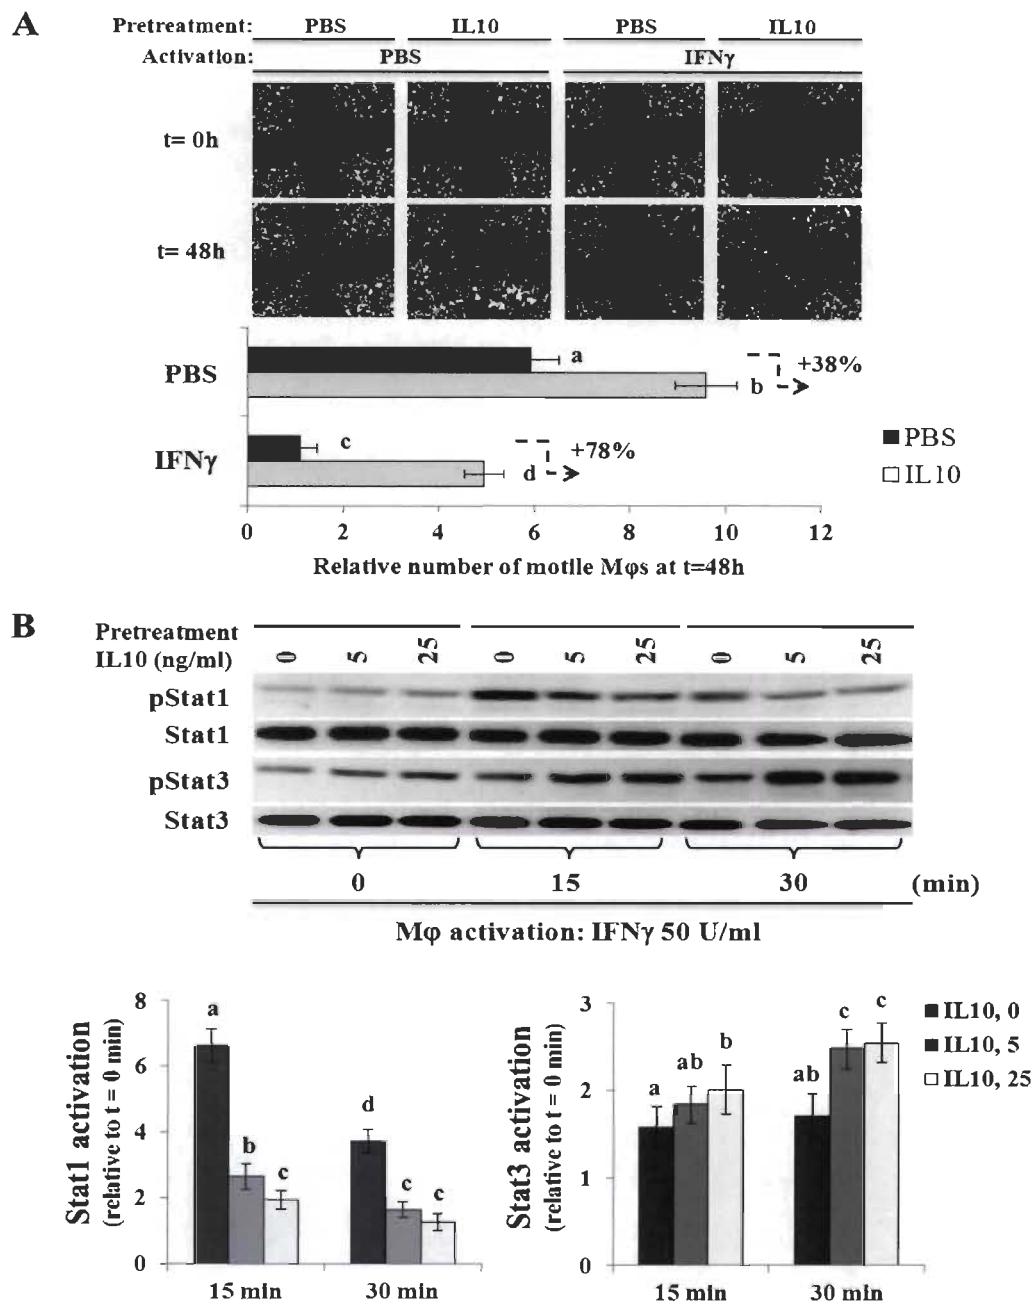 A
Pretreatment: PBS IL10 PBS IL10
Activation: PBS IFNγ
t= 0h
t= 48h
PBS
a
b
+38%
IFNγ
c
d
+78%
PBS
IL10
0 2 4 6 8 10 12
Relative number of motile Mφs at t=48h
B
Pretreatment
IL10 (ng/ml) 0 5 25 0 5 25 0 5 25
pStat1
Stat1
pStat3
Stat3
0 15 30 (min)
Mφ activation: IFNγ 50 U/ml
Stat1 activation
(relative to t = 0 min)
8
6
4
2
0
a
b
c
d
c
c
15 min 30 min
Stat3 activation
(relative to t = 0 min)
3
2
1
0
a
ab
b
ab
c
c
15 min 30 min
IL10, 0
IL10, 5
IL10, 25